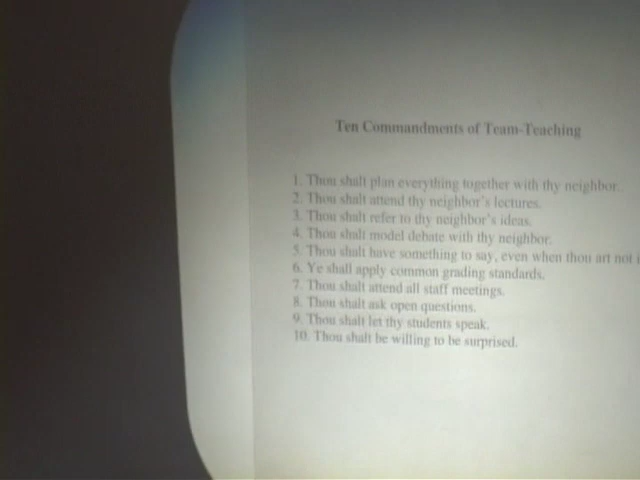 Ten Commandments of Team-Teaching
1. Thou shalt plan everything together with thy neighbor.
2. Thou shalt attend thy neighbor's lectures.
3. Thou shalt refer to thy neighbor's ideas.
4. Thou shalt model debate with thy neighbor.
5. Thou shalt have something to say, even when thou art not
6. Ye shall apply common grading standards.
7. Thou shalt attend all staff meetings.
8. Thou shalt ask open questions.
9. Thou shalt let thy students speak.
10. Thou shalt be willing to be surprised.